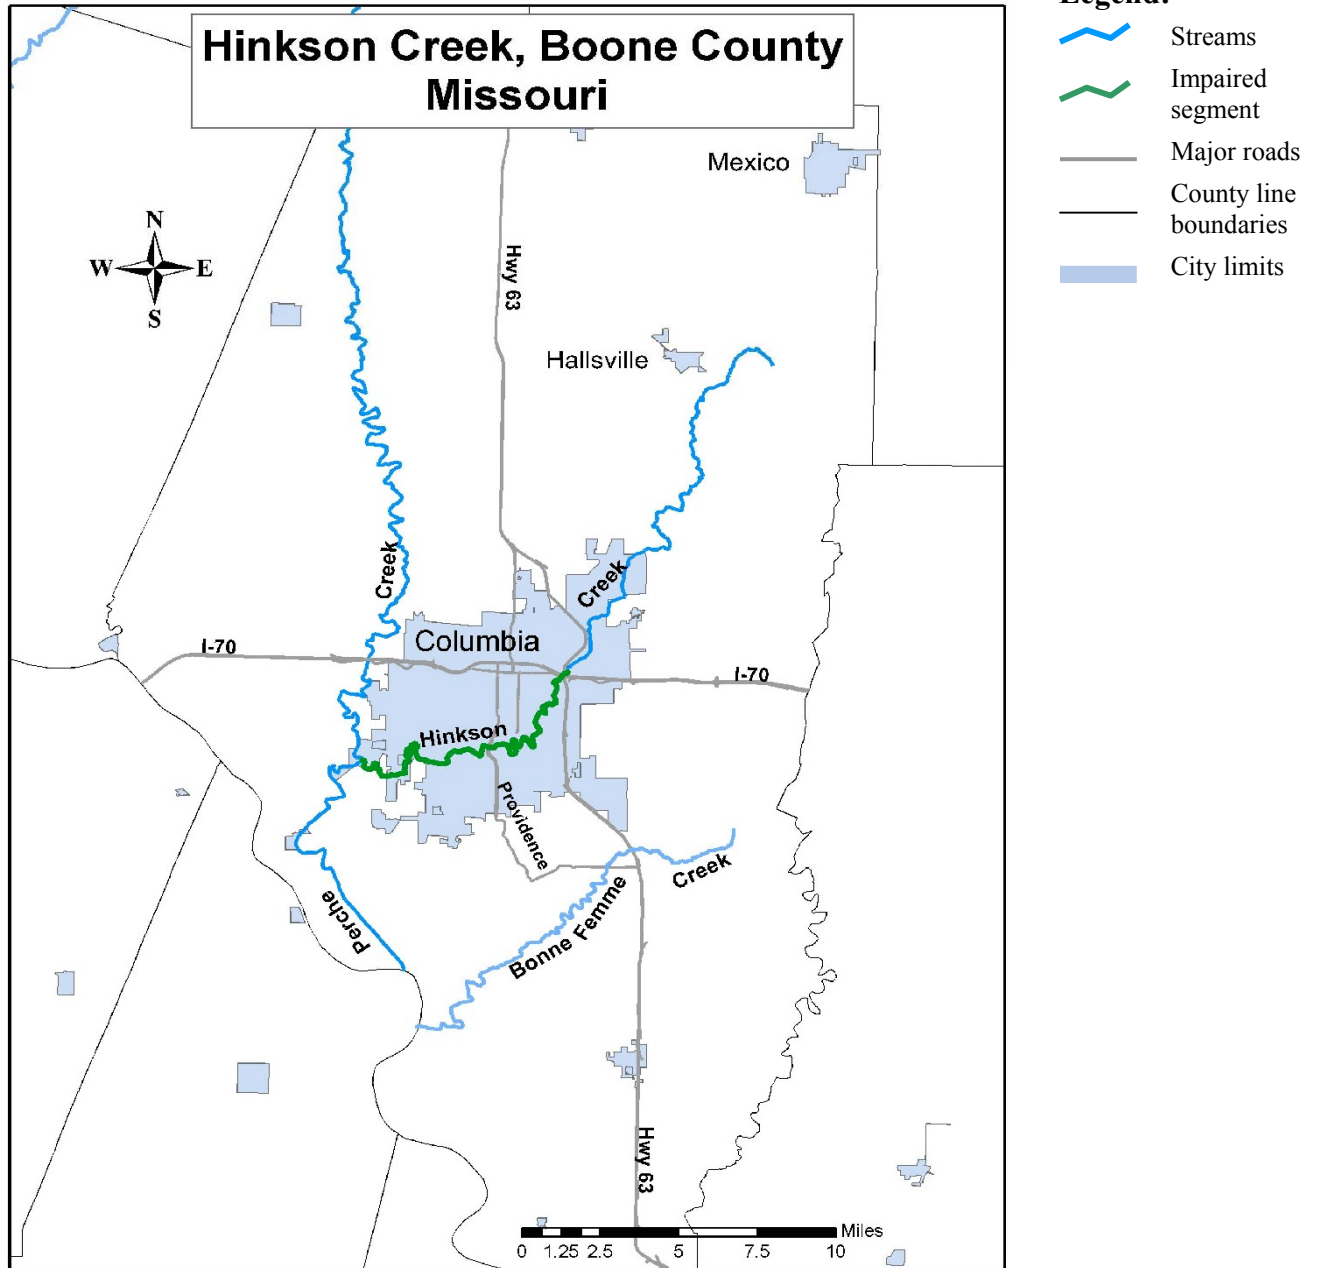 Hinkson Creek, Boone County
Missouri
Legend:
Streams
Impaired
segment
Major roads
County line
boundaries
City limits
Mexico
N
W E
S
Hwy 63
Hallsville
Creek
Creek
Columbia
I-70
I-70
Hinkson
Providence
Creek
Perche
Bonne Femme
Hwy 63
Miles
0 1.25 2.5 5 7.5 10